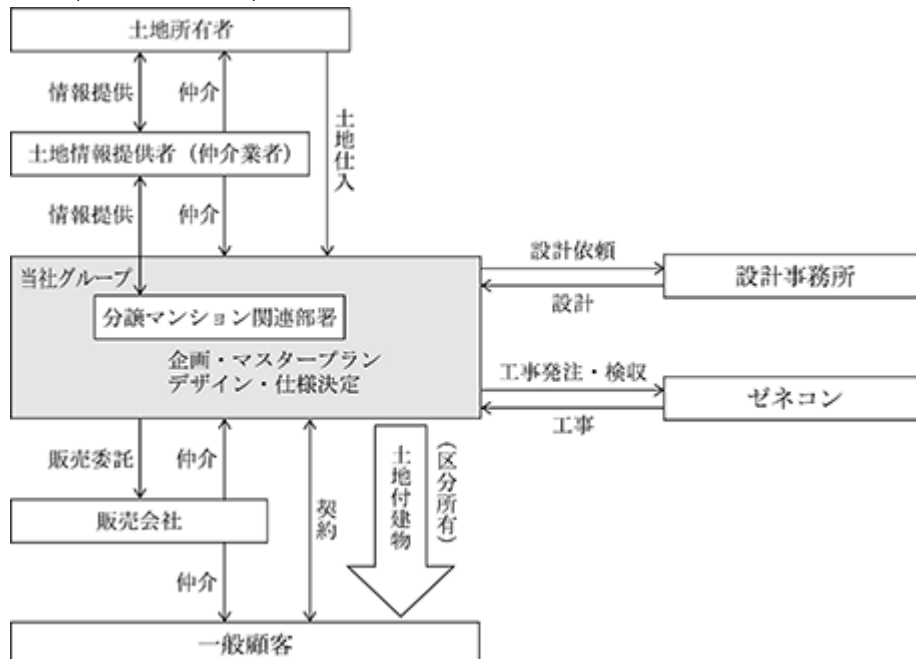 土地所有者
情報提供
仲介
土地仕入
土地情報提供者（仲介業者）
情報提供
仲介
当社グループ
分譲マンション関連部署
企画・マスタープラン
デザイン・仕様決定
設計依頼
設計事務所
設計
工事発注・検収
ゼネコン
工事
販売委託
仲介
契約
土地付建物
（区分所有）
販売会社
仲介
一般顧客